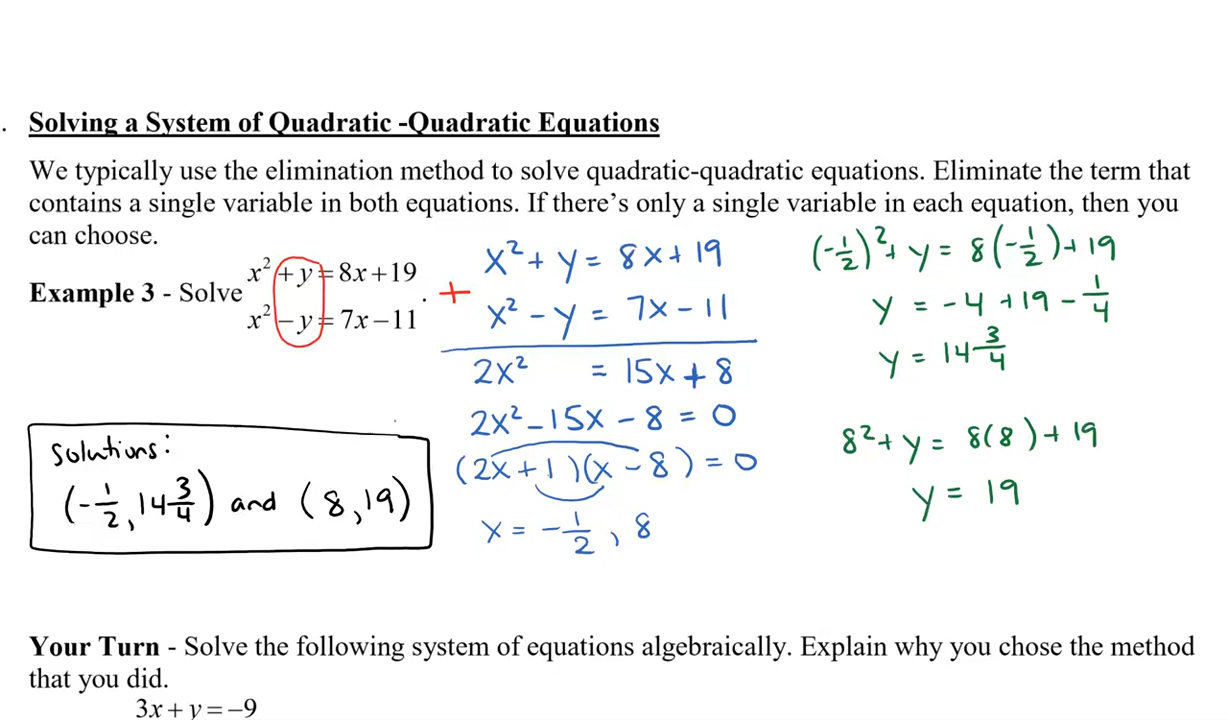 . Solving a System of Quadratic -Quadratic Equations
We typically use the elimination method to solve quadratic-quadratic equations. Eliminate the term that
contains a single variable in both equations. If there's only a single variable in each equation, then you
can choose.
Example 3 - Solve
x² + y = 8x + 19
x² − y = 7x − 11 .
x² + y = 8x + 19
+ x² − y = 7x − 11
2x² = 15x + 8
2x² − 15x − 8 = 0
(2x + 1)(x − 8) = 0
x = −1/2, 8
(−1/2)² + y = 8(−1/2) + 19
y = −4 + 19 − 1/4
y = 14 3/4
8² + y = 8(8) + 19
y = 19
Solutions:
(−1/2, 14 3/4) and (8, 19)
Your Turn - Solve the following system of equations algebraically. Explain why you chose the method
that you did.
3x + y = −9